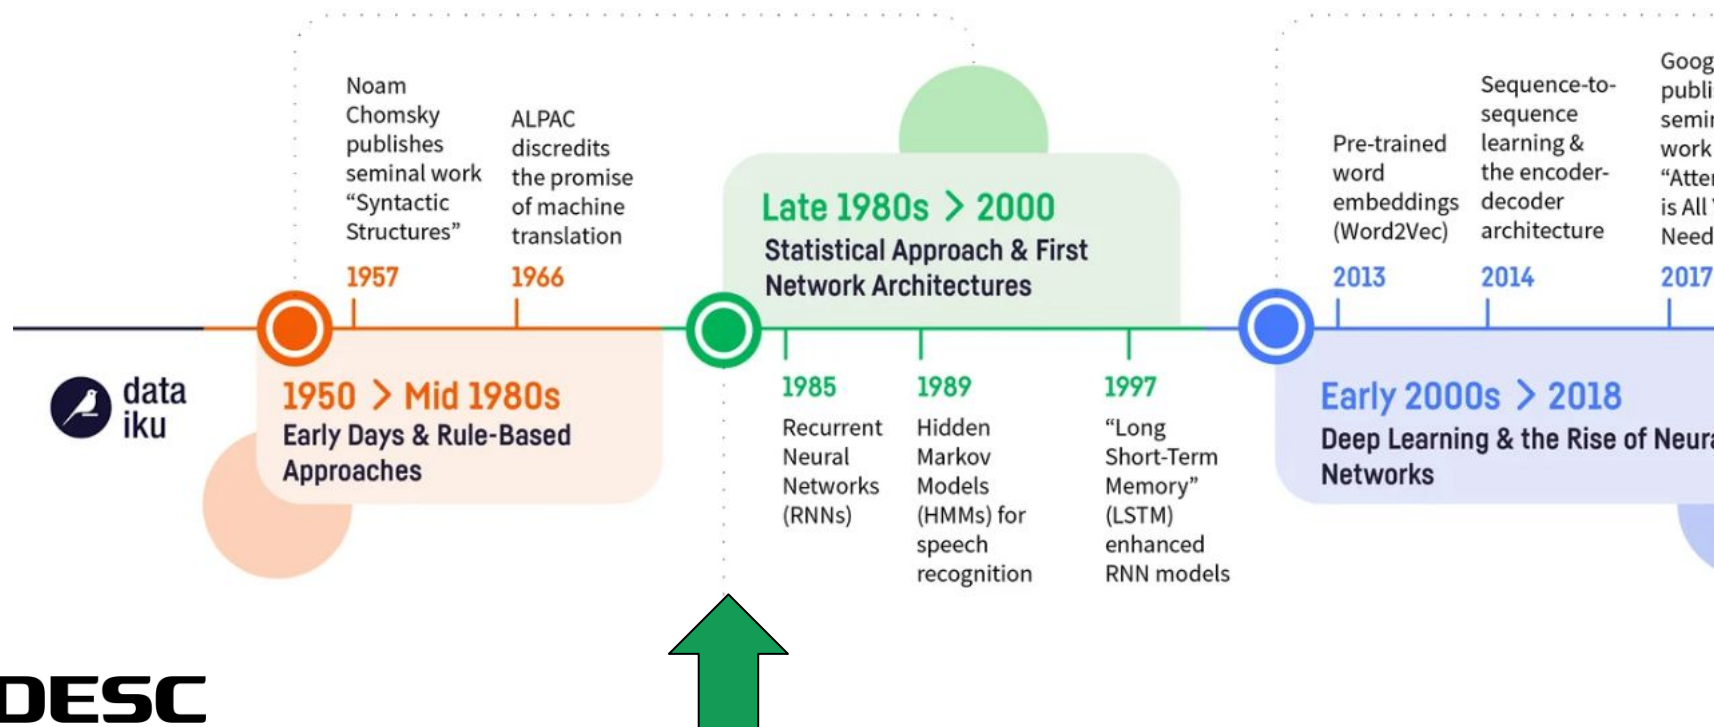 Noam
Chomsky
publishes
seminal work
“Syntactic
Structures”
1957
ALPAC
discredits
the promise
of machine
translation
1966
data
iku
1950 > Mid 1980s
Early Days & Rule-Based
Approaches
Late 1980s > 2000
Statistical Approach & First
Network Architectures
1985
Recurrent
Neural
Networks
(RNNs)
1989
Hidden
Markov
Models
(HMMs) for
speech
recognition
1997
“Long
Short-Term
Memory”
(LSTM)
enhanced
RNN models
Pre-trained
word
embeddings
(Word2Vec)
2013
Sequence-to-
sequence
learning &
the encoder-
decoder
architecture
2014
work
is All
Need
2017
Early 2000s > 2018
Deep Learning & the Rise of
Networks
DESC